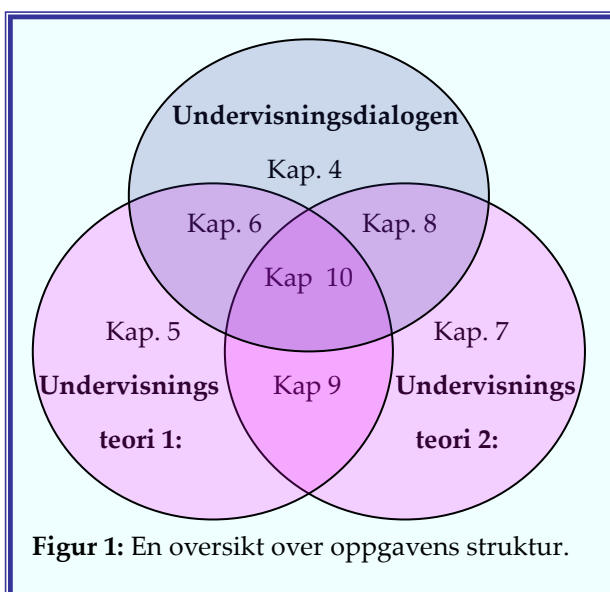 Undervisningsdialogen
Kap. 4
Kap. 6 Kap. 8
Kap 10
Kap. 5 Kap. 7
Undervisnings Kap 9 Undervisnings
teori 1: teori 2:
Figur 1: En oversikt over oppgavens struktur.